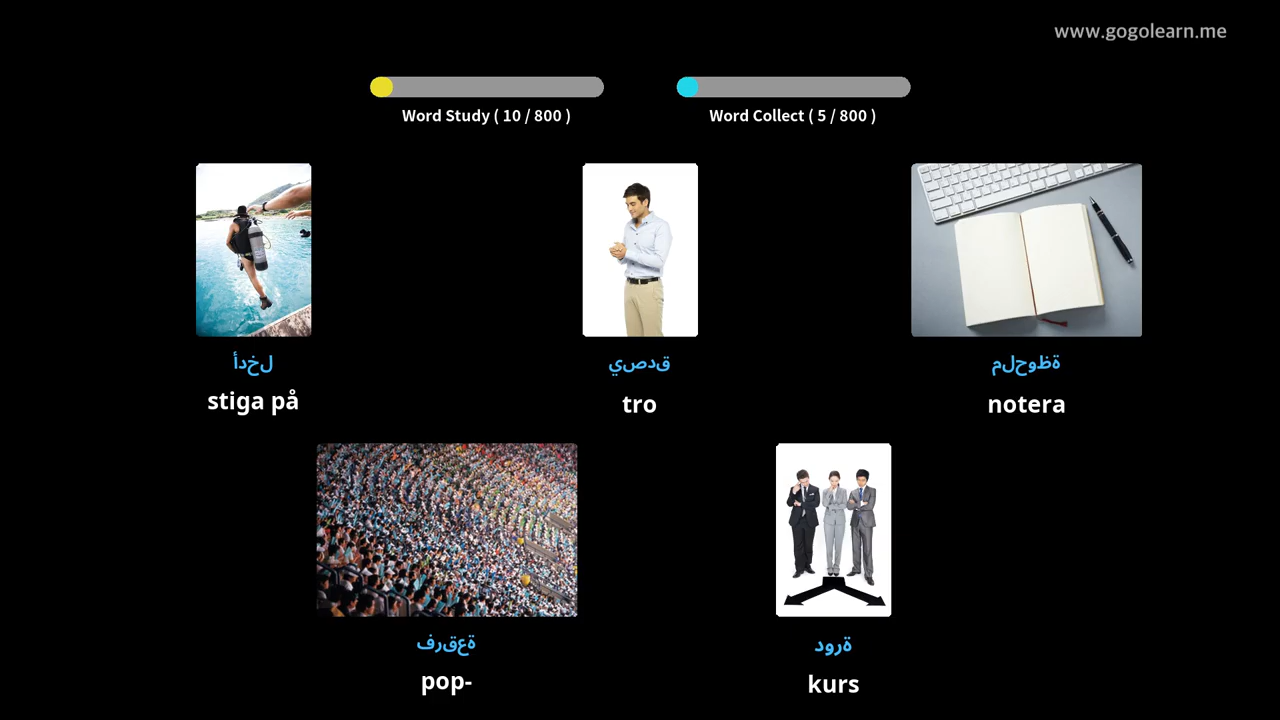 www.gogolearn.me
Word Study ( 10 / 800 )
Word Collect ( 5 / 800 )
لخدأ
stiga på
قدصي
tro
ةظوحلم
notera
ةعقرف
pop-
ةرود
kurs